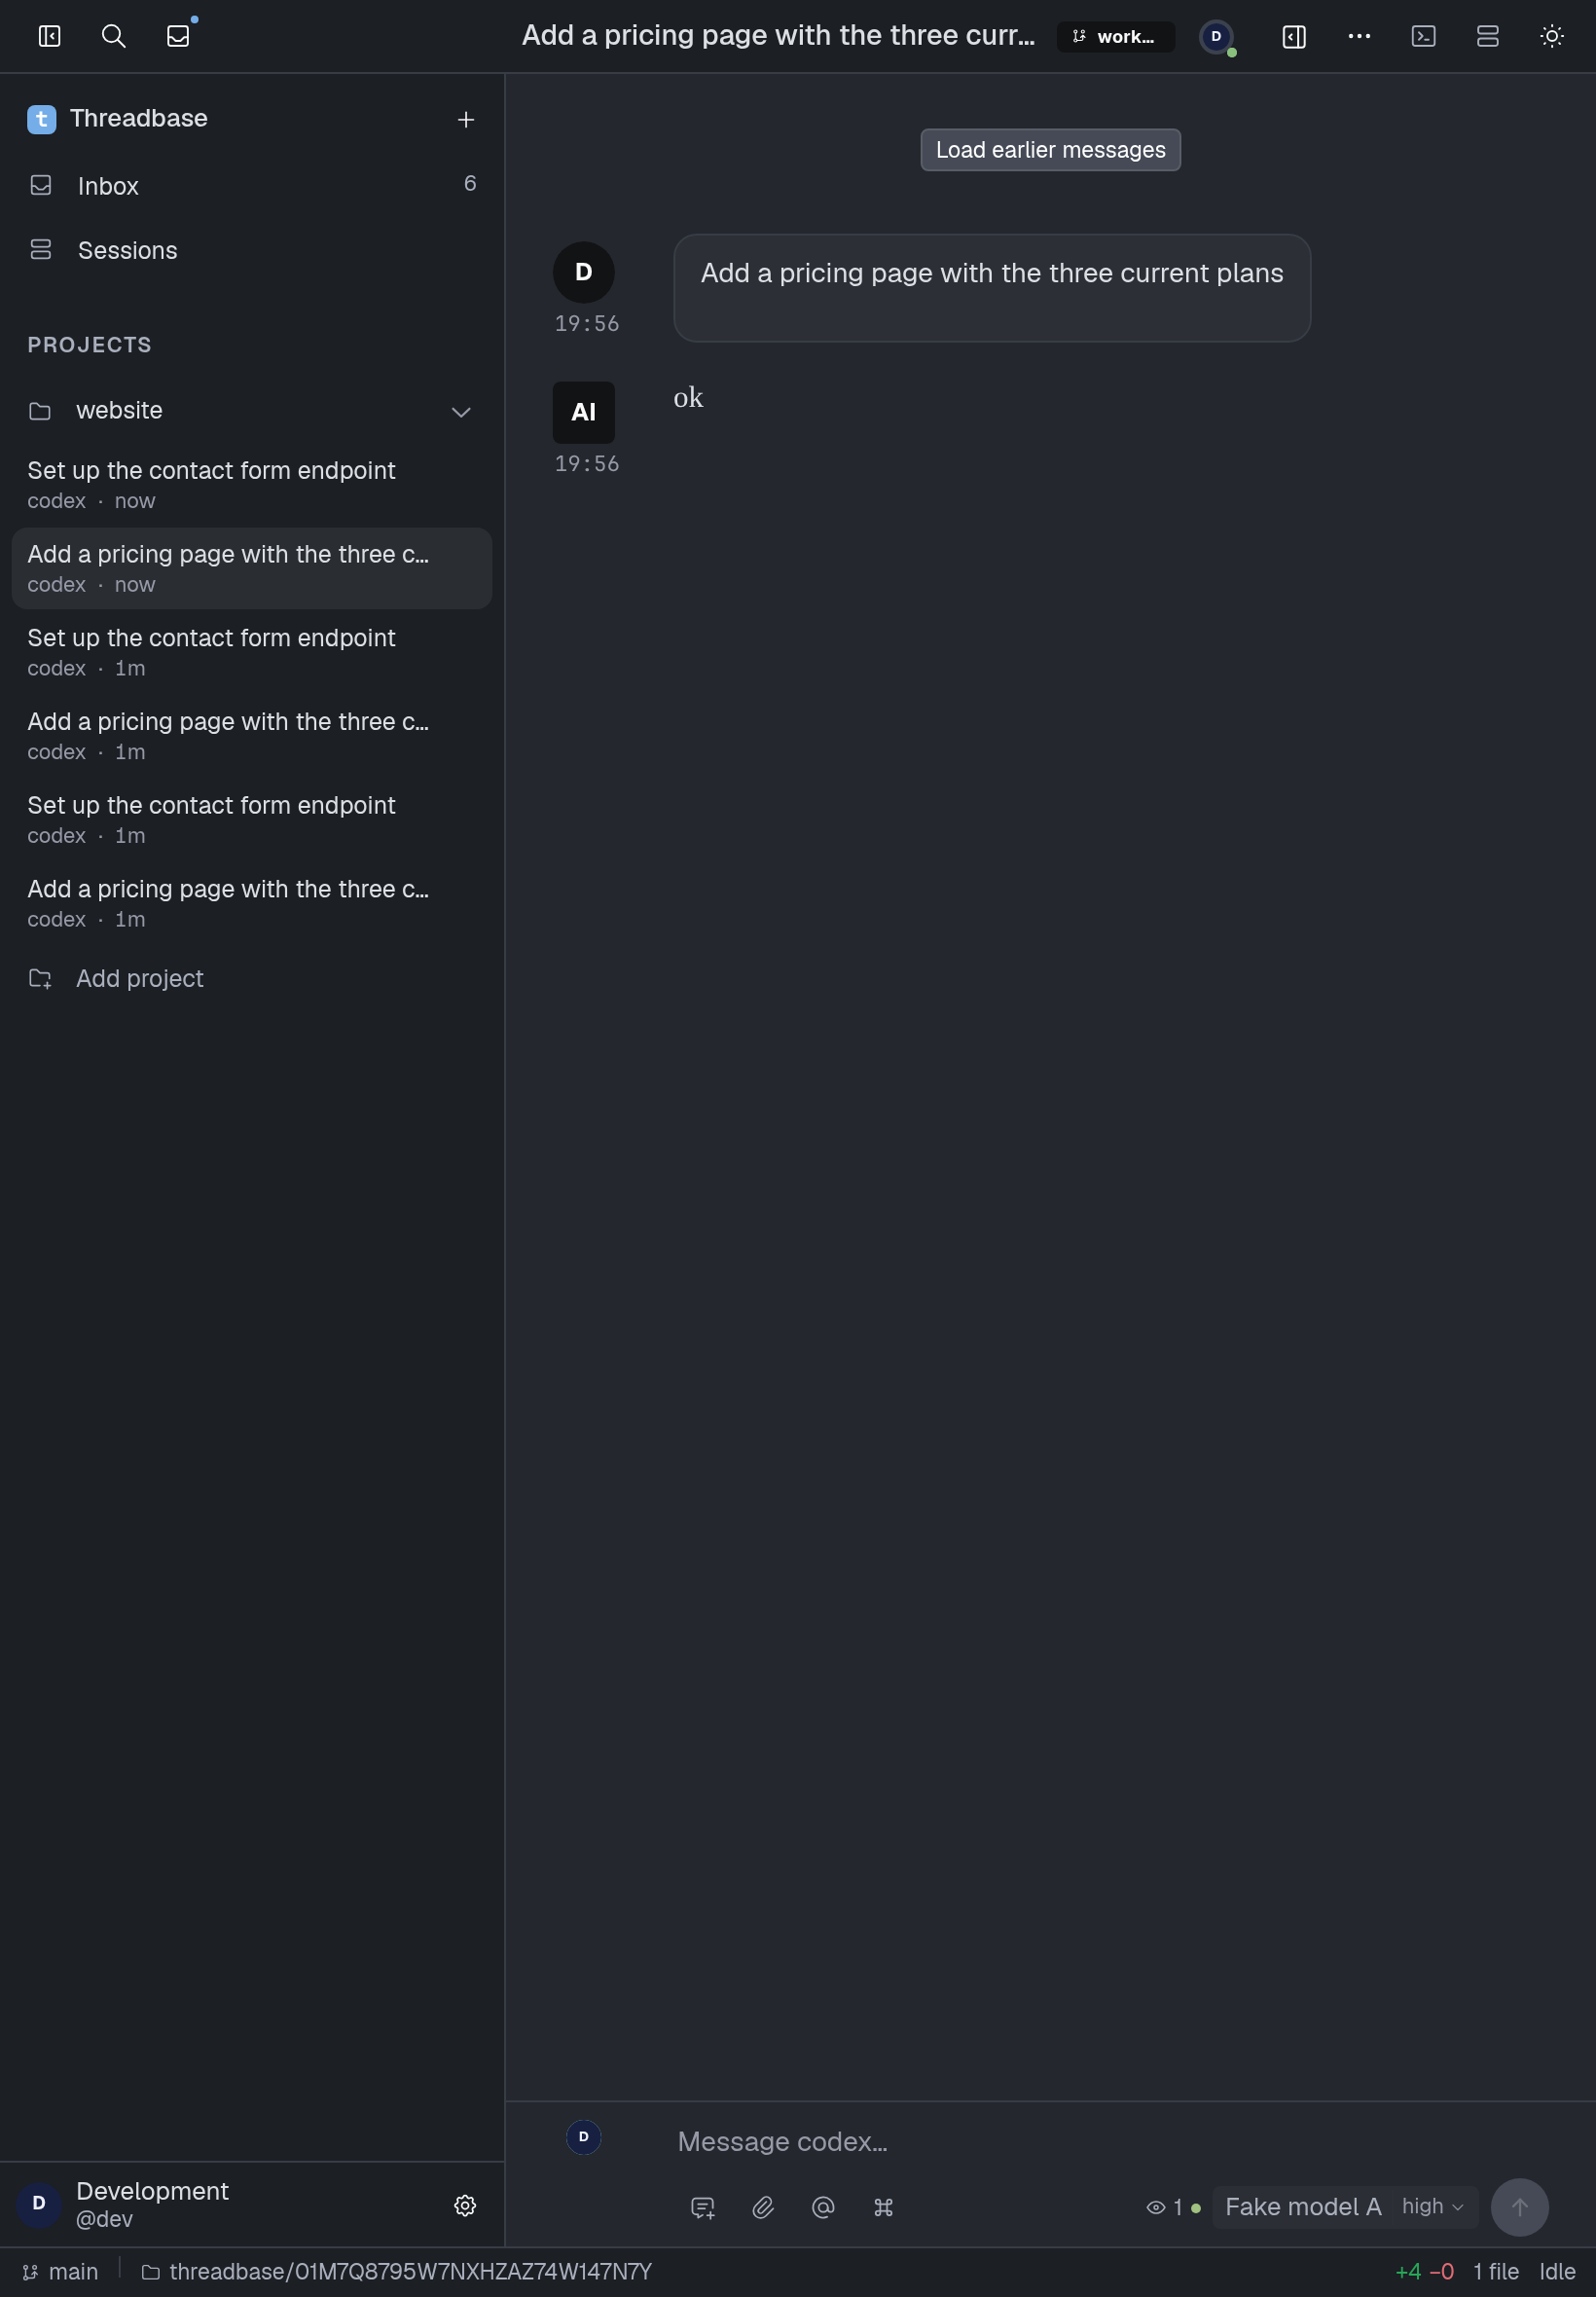 Add a pricing page with the three curr...
work...
D
t Threadbase
Inbox 6
Sessions
PROJECTS
website
Set up the contact form endpoint
codex · now
Add a pricing page with the three c...
codex · now
Set up the contact form endpoint
codex · 1m
Add a pricing page with the three c...
codex · 1m
Set up the contact form endpoint
codex · 1m
Add a pricing page with the three c...
codex · 1m
Add project
Load earlier messages
D
19:56
Add a pricing page with the three current plans
AI
19:56
ok
D
Message codex...
1
Fake model A high
D
Development
@dev
main
threadbase/01M7Q8795W7NXHZAZ74W147N7Y
+4 −0 1 file Idle